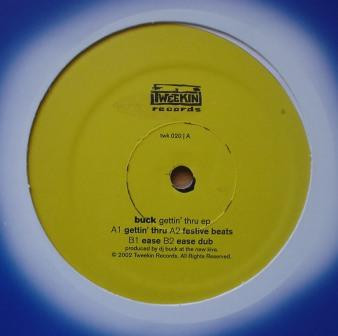 TWEEKIN
records
twk 020 | A
buck gettin' thru ep
A1 gettin' thru A2 festive beats
B1 ease B2 ease dub
produced by dj buck at the new kiva.
© 2002 Tweekin Records. All Rights Reserved.